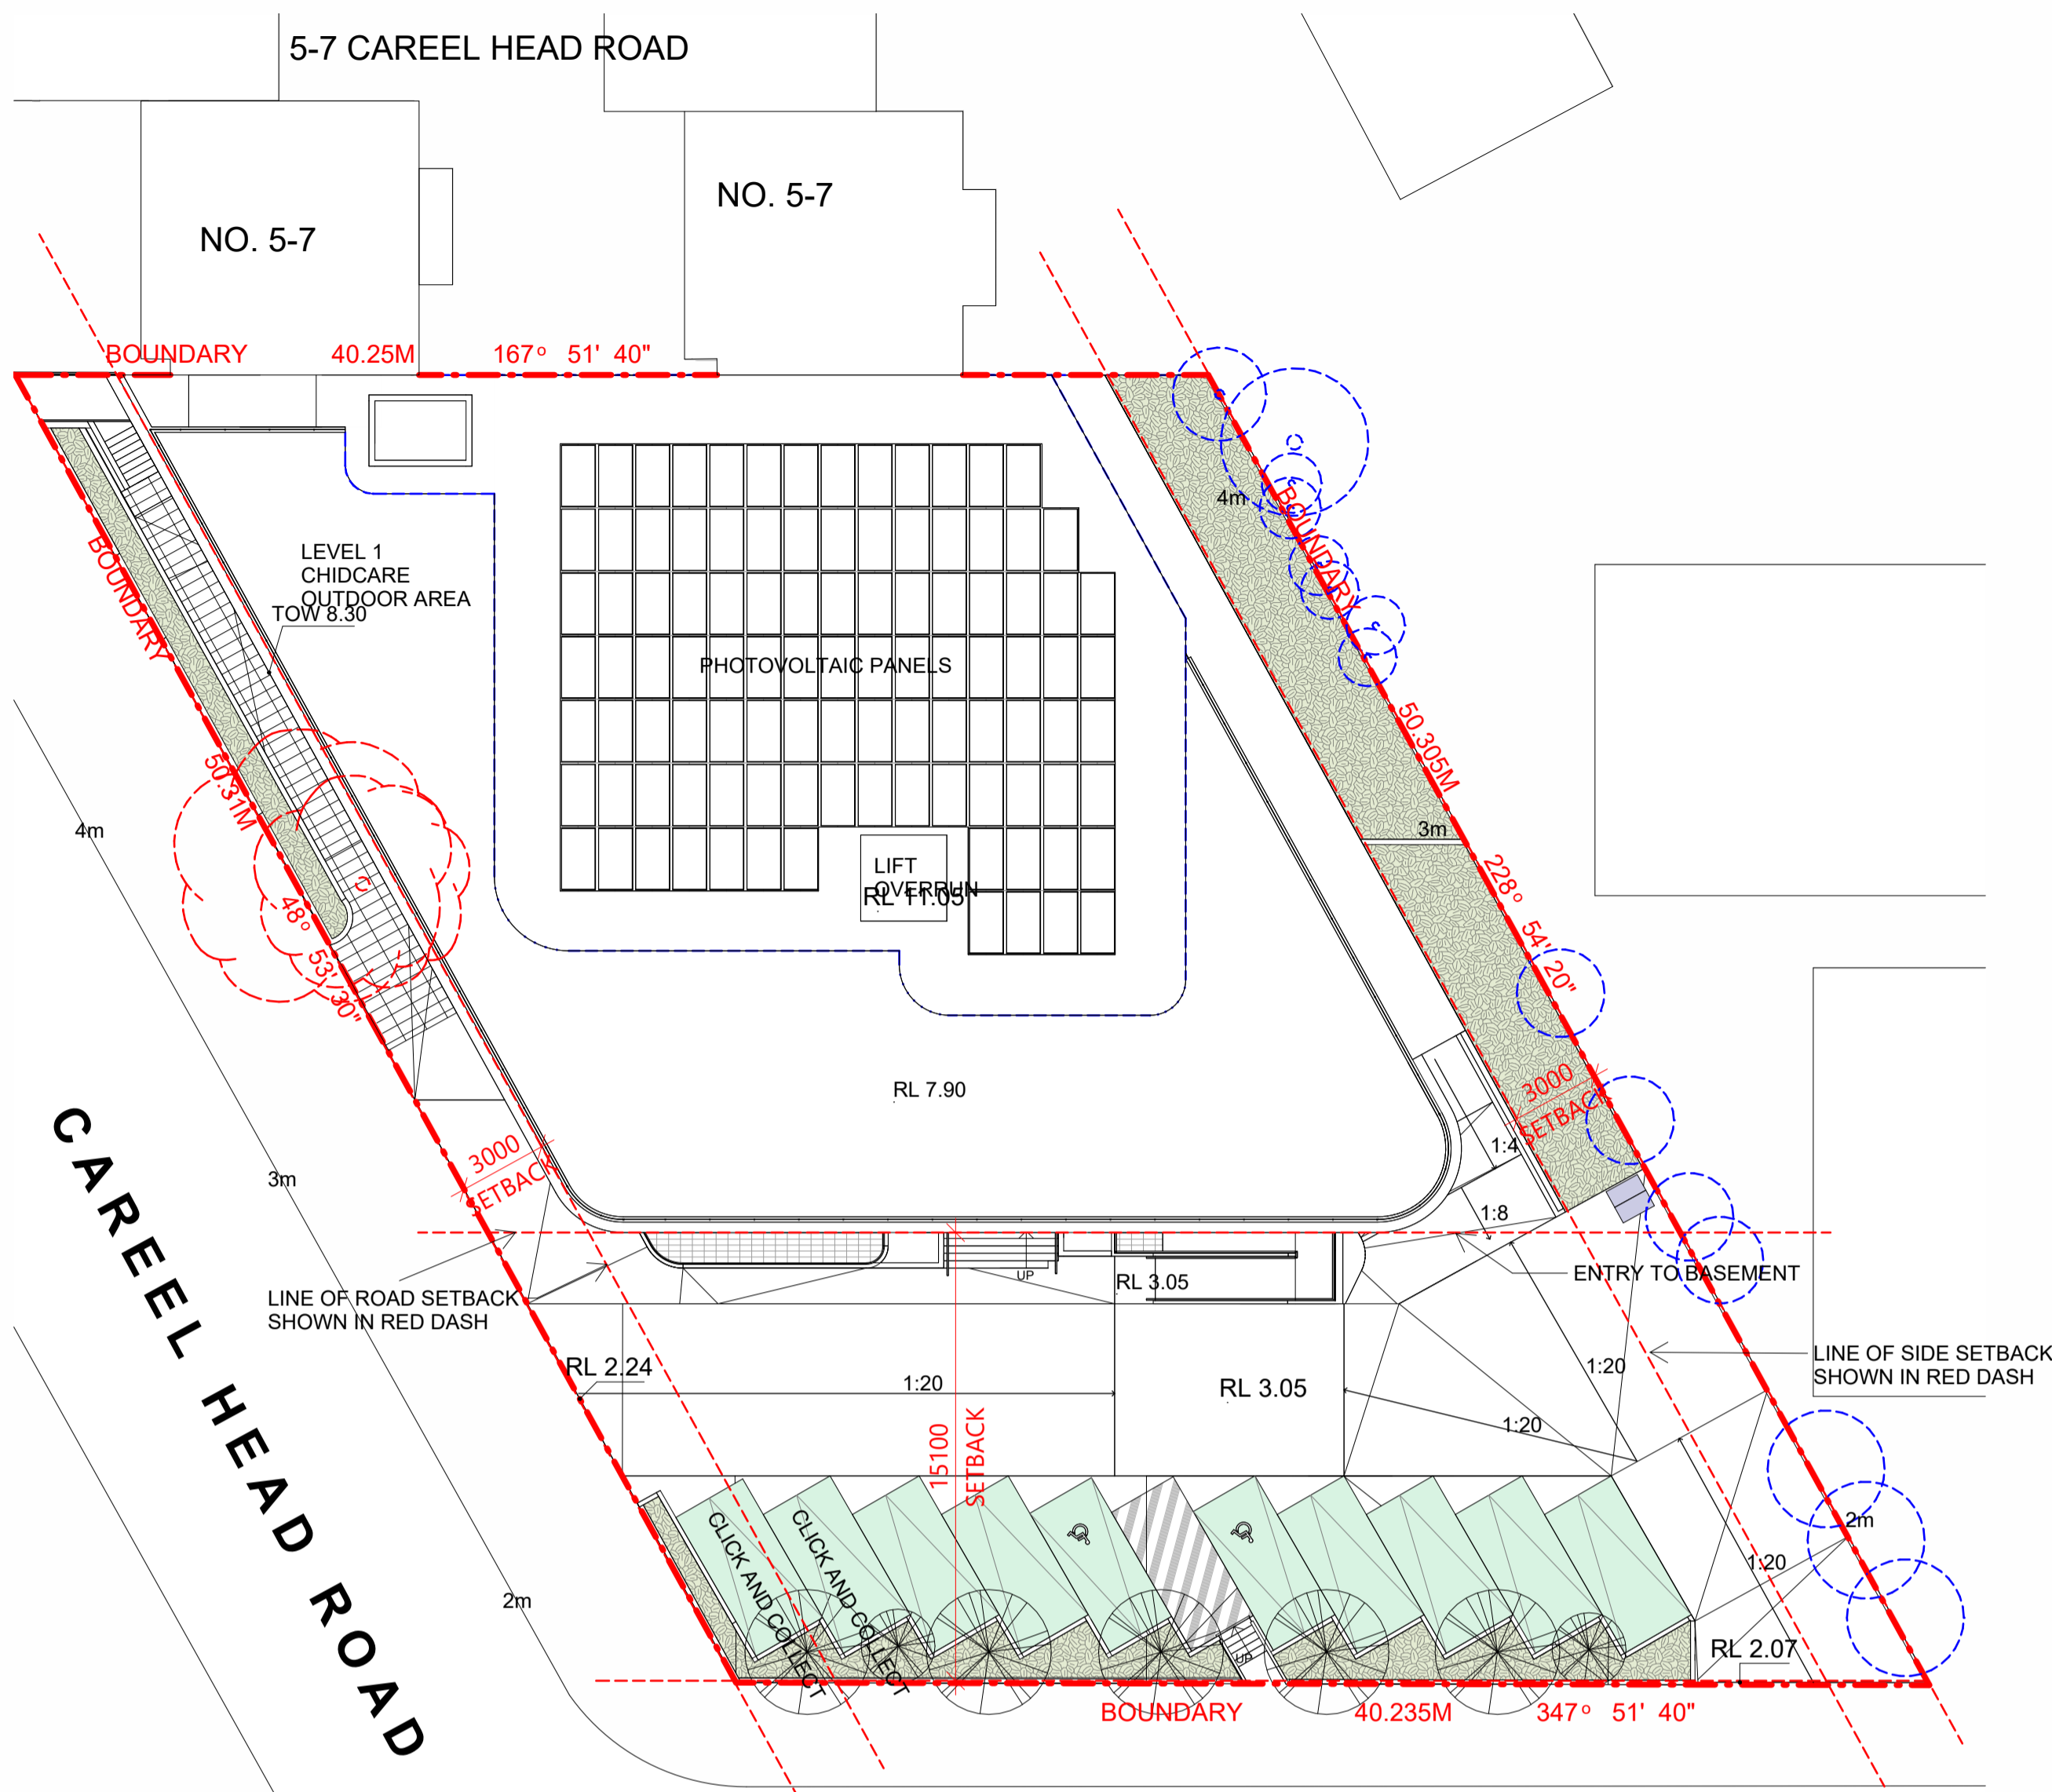 5-7 CAREEL HEAD ROAD
NO. 5-7
NO. 5-7
BOUNDARY 40.25M 167° 51' 40"
4m
BOUNDARY
LEVEL 1
CHIDCARE
OUTDOOR AREA
TOW 8.30
BOUNDARY
PHOTOVOLTAIC PANELS
50.305M
50.31M
4m
3m
LIFT
OVERRUN
RL 11.05
228° 54' 20"
48° 53' 30"
3000
SETBACK
RL 7.90
1:4
3000
SETBACK
3m
1:8
CAREEL HEAD ROAD
UP
RL 3.05
ENTRY TO BASEMENT
LINE OF ROAD SETBACK
SHOWN IN RED DASH
LINE OF SIDE SETBACK
SHOWN IN RED DASH
RL 2.24
1:20
RL 3.05
1:20
1:20
15100
SETBACK
CLICK AND COLLECT
CLICK AND COLLECT
2m
1:20
2m
UP
RL 2.07
BOUNDARY 40.235M 347° 51' 40"